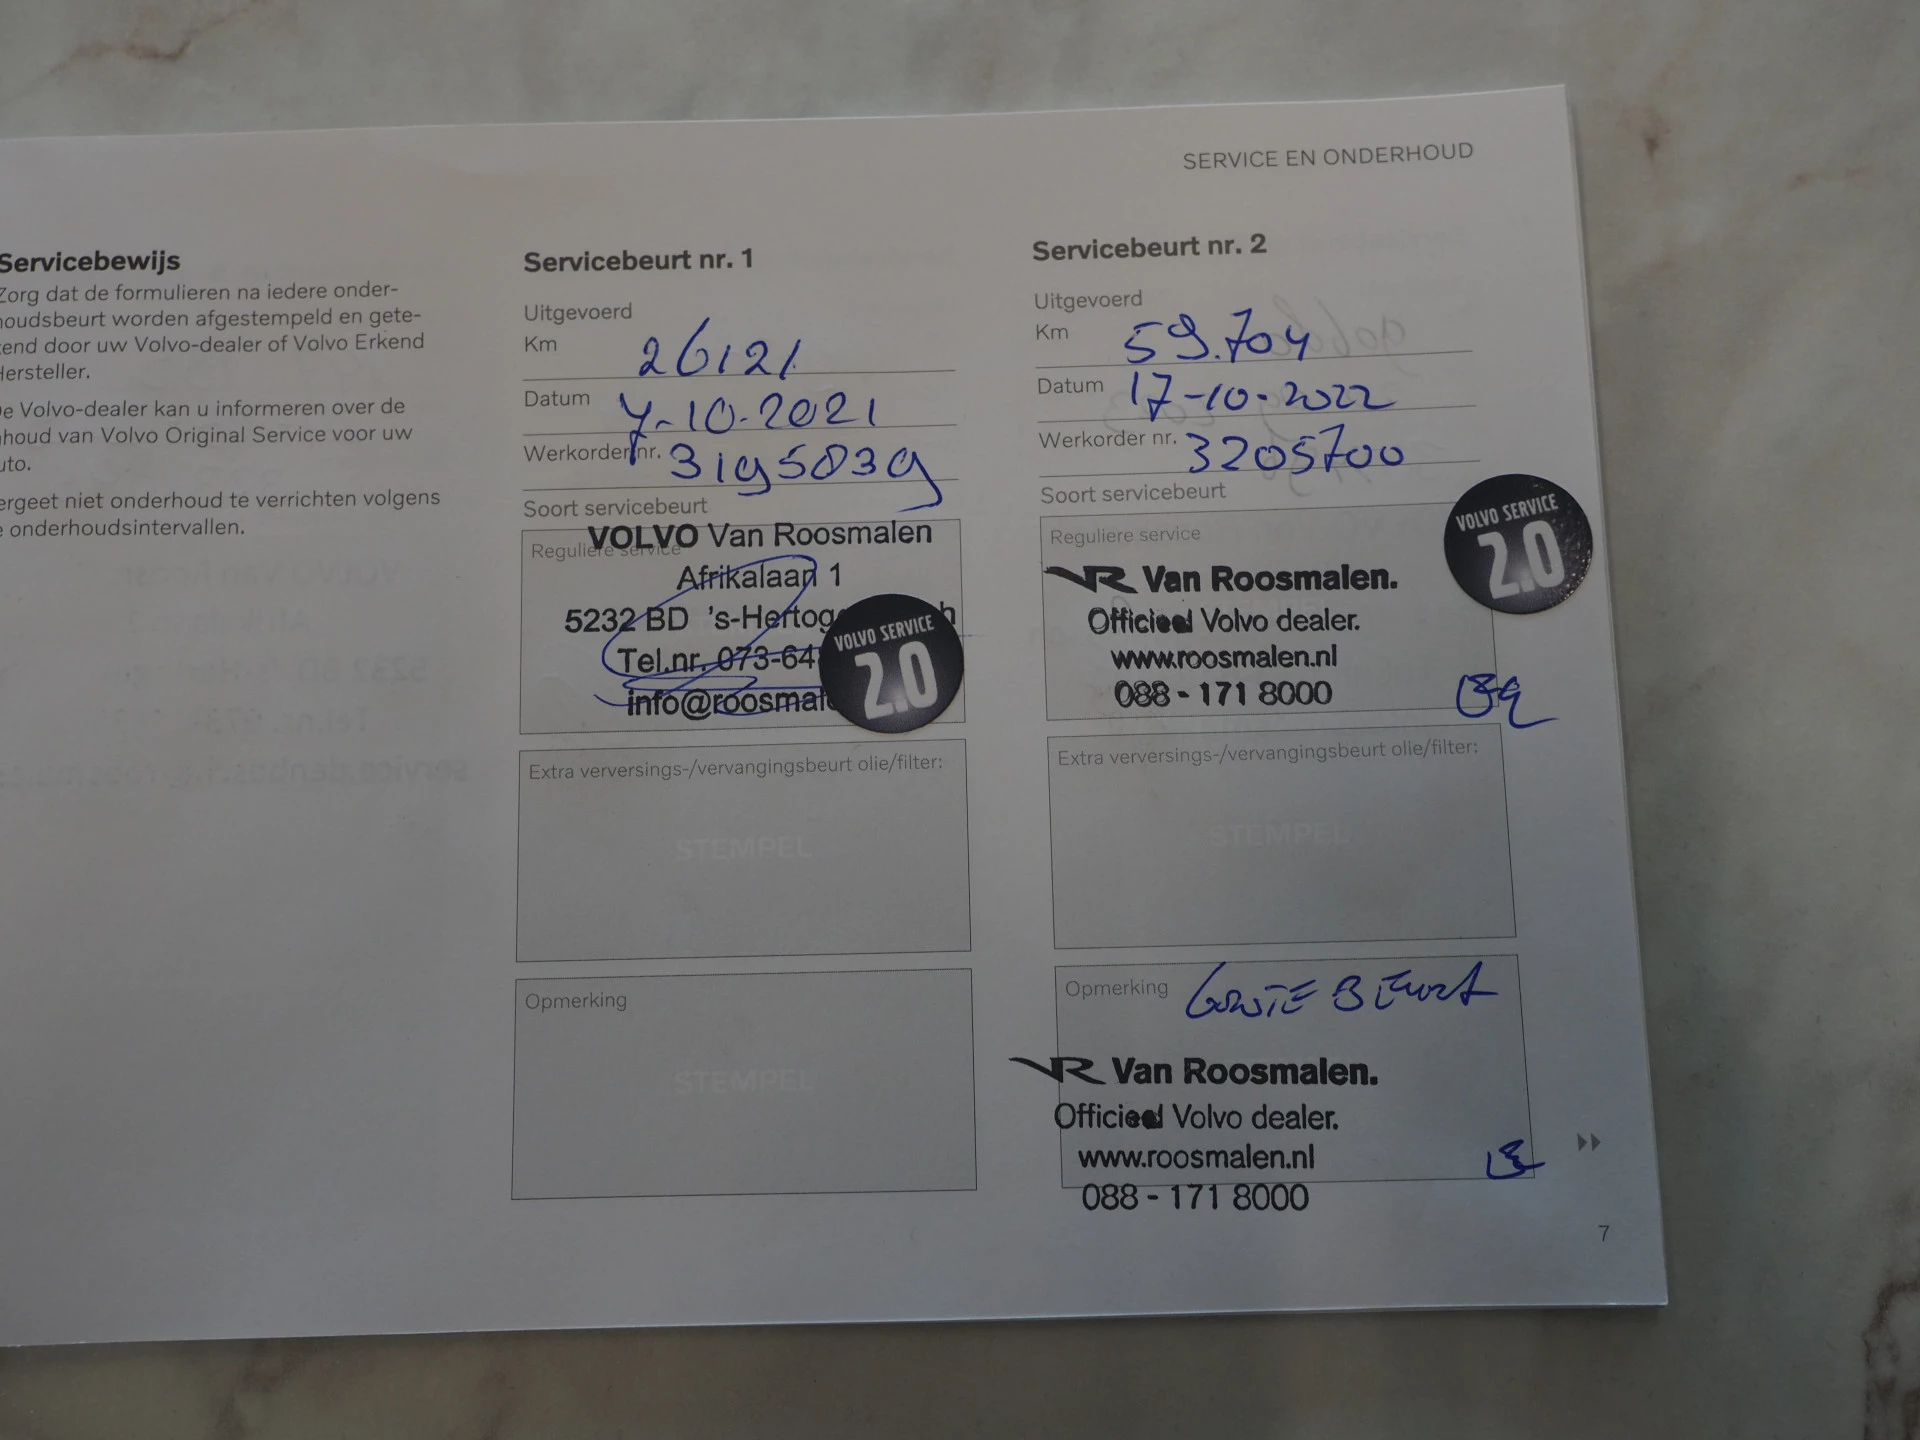 SERVICE EN ONDERHOUD
Servicebewijs
Zorg dat de formulieren na iedere onder-
houdsbeurt worden afgestempeld en gete-
kend door uw Volvo-dealer of Volvo Erkend
Hersteller.
De Volvo-dealer kan u informeren over de
inhoud van Volvo Original Service voor uw
auto.
ergeet niet onderhoud te verrichten volgens
e onderhoudsintervallen.
Servicebeurt nr. 1
Uitgevoerd
Km 26121
Datum 7-10-2021
Werkorder nr. 3195039
Soort servicebeurt
Reguliere service
VOLVO Van Roosmalen
Afrikalaan 1
5232 BD 's-Hertog h
Tel.nr. 073-64
info@roosmal
VOLVO SERVICE
2.0
Extra verversings-/vervangingsbeurt olie/filter:
STEMPEL
Opmerking
STEMPEL
Servicebeurt nr. 2
Uitgevoerd
Km 59.704
Datum 17-10-2022
Werkorder nr. 3205700
Soort servicebeurt
Reguliere service
VR Van Roosmalen.
Officieel Volvo dealer.
www.roosmalen.nl
088 - 171 8000
VOLVO SERVICE
2.0
Extra verversings-/vervangingsbeurt olie/filter:
STEMPEL
Opmerking GROTE BEURT
VR Van Roosmalen.
Officieel Volvo dealer.
www.roosmalen.nl
088 - 171 8000
7